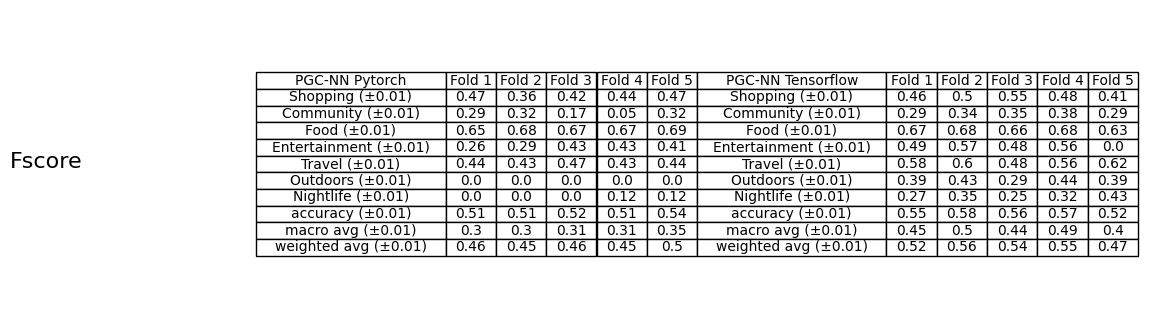 PGC-NN Pytorch Fold 1 Fold 2 Fold 3 Fold 4 Fold 5 PGC-NN Tensorflow Fold 1 Fold 2 Fold 3 Fold 4 Fold 5
Shopping (±0.01) 0.47 0.36 0.42 0.44 0.47 Shopping (±0.01) 0.46 0.5 0.55 0.48 0.41
Community (±0.01) 0.29 0.32 0.17 0.05 0.32 Community (±0.01) 0.29 0.34 0.35 0.38 0.29
Food (±0.01) 0.65 0.68 0.67 0.67 0.69 Food (±0.01) 0.67 0.68 0.66 0.68 0.63
Entertainment (±0.01) 0.26 0.29 0.43 0.43 0.41 Entertainment (±0.01) 0.49 0.57 0.48 0.56 0.0
Fscore
Travel (±0.01) 0.44 0.43 0.47 0.43 0.44 Travel (±0.01) 0.58 0.6 0.48 0.56 0.62
Outdoors (±0.01) 0.0 0.0 0.0 0.0 0.0 Outdoors (±0.01) 0.39 0.43 0.29 0.44 0.39
Nightlife (±0.01) 0.0 0.0 0.0 0.12 0.12 Nightlife (±0.01) 0.27 0.35 0.25 0.32 0.43
accuracy (±0.01) 0.51 0.51 0.52 0.51 0.54 accuracy (±0.01) 0.55 0.58 0.56 0.57 0.52
macro avg (±0.01) 0.3 0.3 0.31 0.31 0.35 macro avg (±0.01) 0.45 0.5 0.44 0.49 0.4
weighted avg (±0.01) 0.46 0.45 0.46 0.45 0.5 weighted avg (±0.01) 0.52 0.56 0.54 0.55 0.47